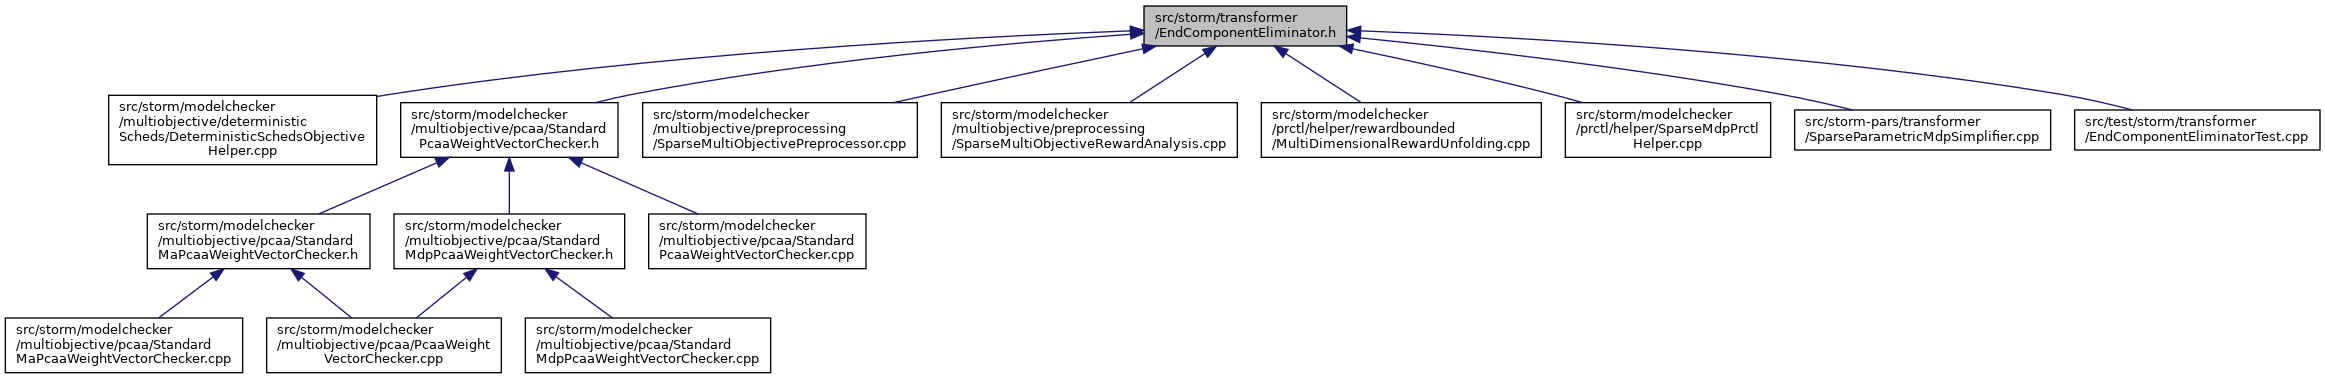 src/storm/transformer
/EndComponentEliminator.h
src/storm/modelchecker
/multiobjective/deterministic
Scheds/DeterministicSchedsObjective
Helper.cpp
src/storm/modelchecker
/multiobjective/pcaa/Standard
PcaaWeightVectorChecker.h
src/storm/modelchecker
/multiobjective/preprocessing
/SparseMultiObjectivePreprocessor.cpp
src/storm/modelchecker
/multiobjective/preprocessing
/SparseMultiObjectiveRewardAnalysis.cpp
src/storm/modelchecker
/prctl/helper/rewardbounded
/MultiDimensionalRewardUnfolding.cpp
src/storm/modelchecker
/prctl/helper/SparseMdpPrctl
Helper.cpp
src/storm-pars/transformer
/SparseParametricMdpSimplifier.cpp
src/test/storm/transformer
/EndComponentEliminatorTest.cpp
src/storm/modelchecker
/multiobjective/pcaa/Standard
MaPcaaWeightVectorChecker.h
src/storm/modelchecker
/multiobjective/pcaa/Standard
MdpPcaaWeightVectorChecker.h
src/storm/modelchecker
/multiobjective/pcaa/Standard
PcaaWeightVectorChecker.cpp
src/storm/modelchecker
/multiobjective/pcaa/Standard
MaPcaaWeightVectorChecker.cpp
src/storm/modelchecker
/multiobjective/pcaa/PcaaWeight
VectorChecker.cpp
src/storm/modelchecker
/multiobjective/pcaa/Standard
MdpPcaaWeightVectorChecker.cpp